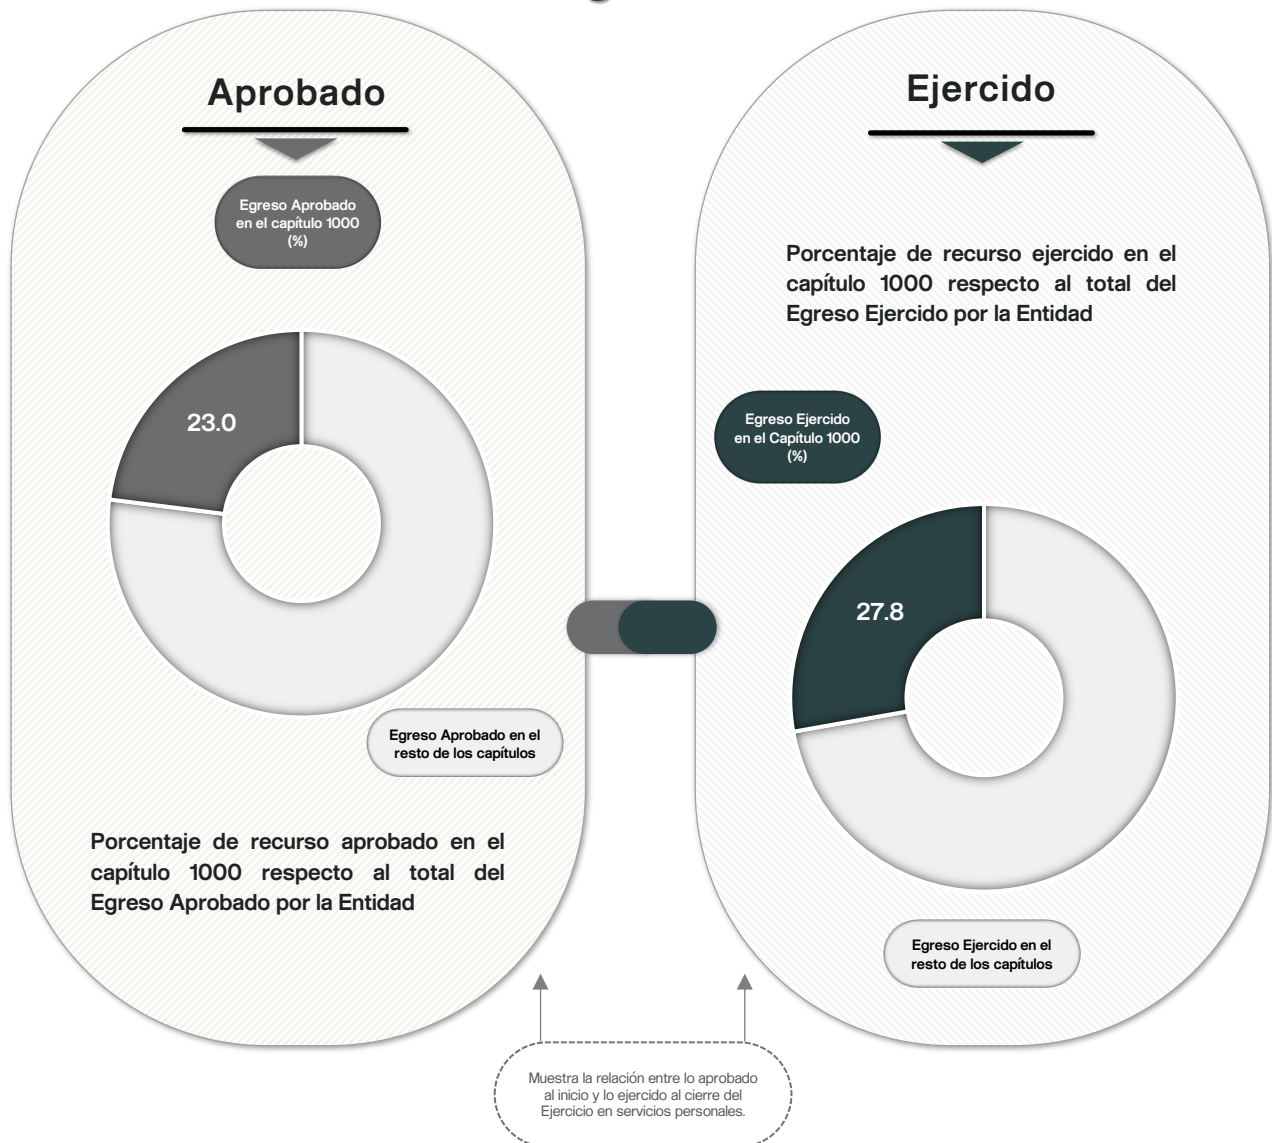 Aprobado
Egreso Aprobado
en el capítulo 1000
(%)
23.0
Egreso Aprobado en el
resto de los capítulos
Porcentaje de recurso aprobado en el
capítulo 1000 respecto al total del
Egreso Aprobado por la Entidad
Ejercido
Porcentaje de recurso ejercido en el
capítulo 1000 respecto al total del
Egreso Ejercido por la Entidad
Egreso Ejercido
en el Capítulo 1000
(%)
27.8
Egreso Ejercido en el
resto de los capítulos
Muestra la relación entre lo aprobado
al inicio y lo ejercido al cierre del
Ejercicio en servicios personales.